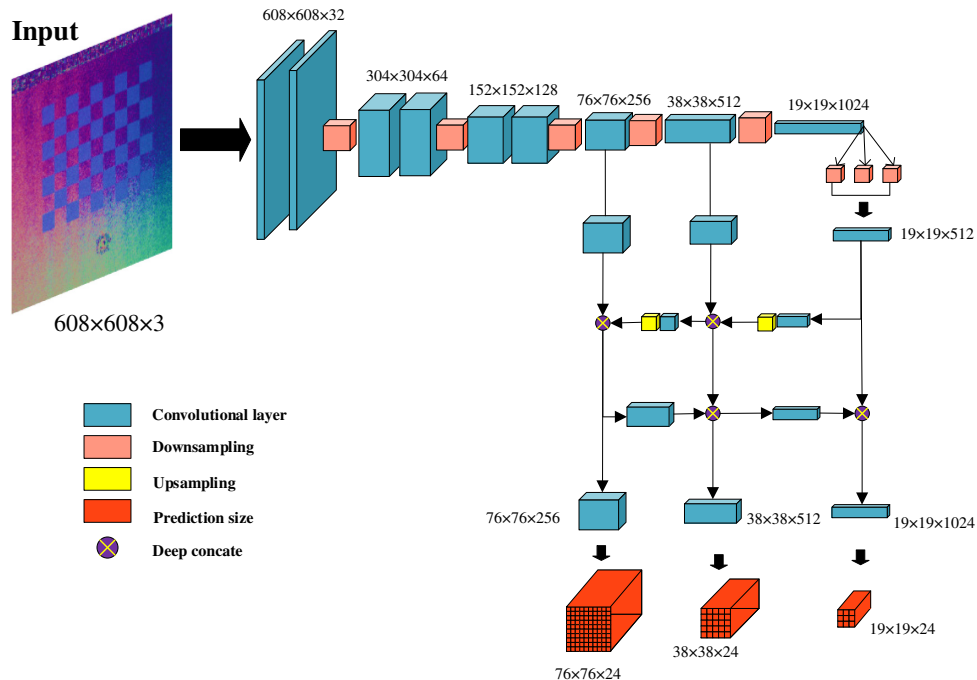 608×608×32
Input
304×304×64
152×152×128
76×76×256
38×38×512
19×19×1024
19×19×512
608×608×3
Convolutional layer
Downsampling
Upsampling
Prediction size
Deep concate
76×76×256
38×38×512
19×19×1024
76×76×24
38×38×24
19×19×24